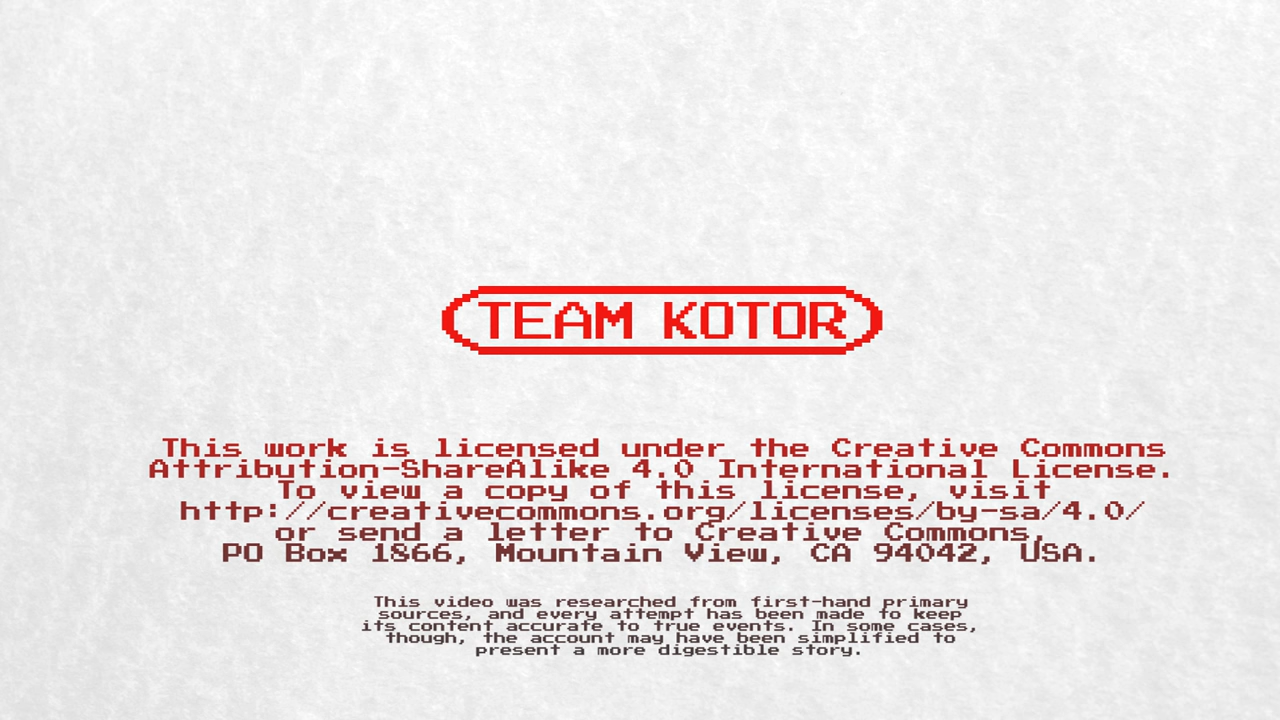 TEAM KOTOR
This work is licensed under the Creative Commons
Attribution-ShareAlike 4.0 International License.
To view a copy of this license, visit
http://creativecommons.org/licenses/by-sa/4.0/
or send a letter to Creative Commons,
PO Box 1866, Mountain View, CA 94042, USA.
This video was researched from first-hand primary
sources, and every attempt has been made to keep
its content accurate to true events. In some cases,
though, the account may have been simplified to
present a more digestible story.